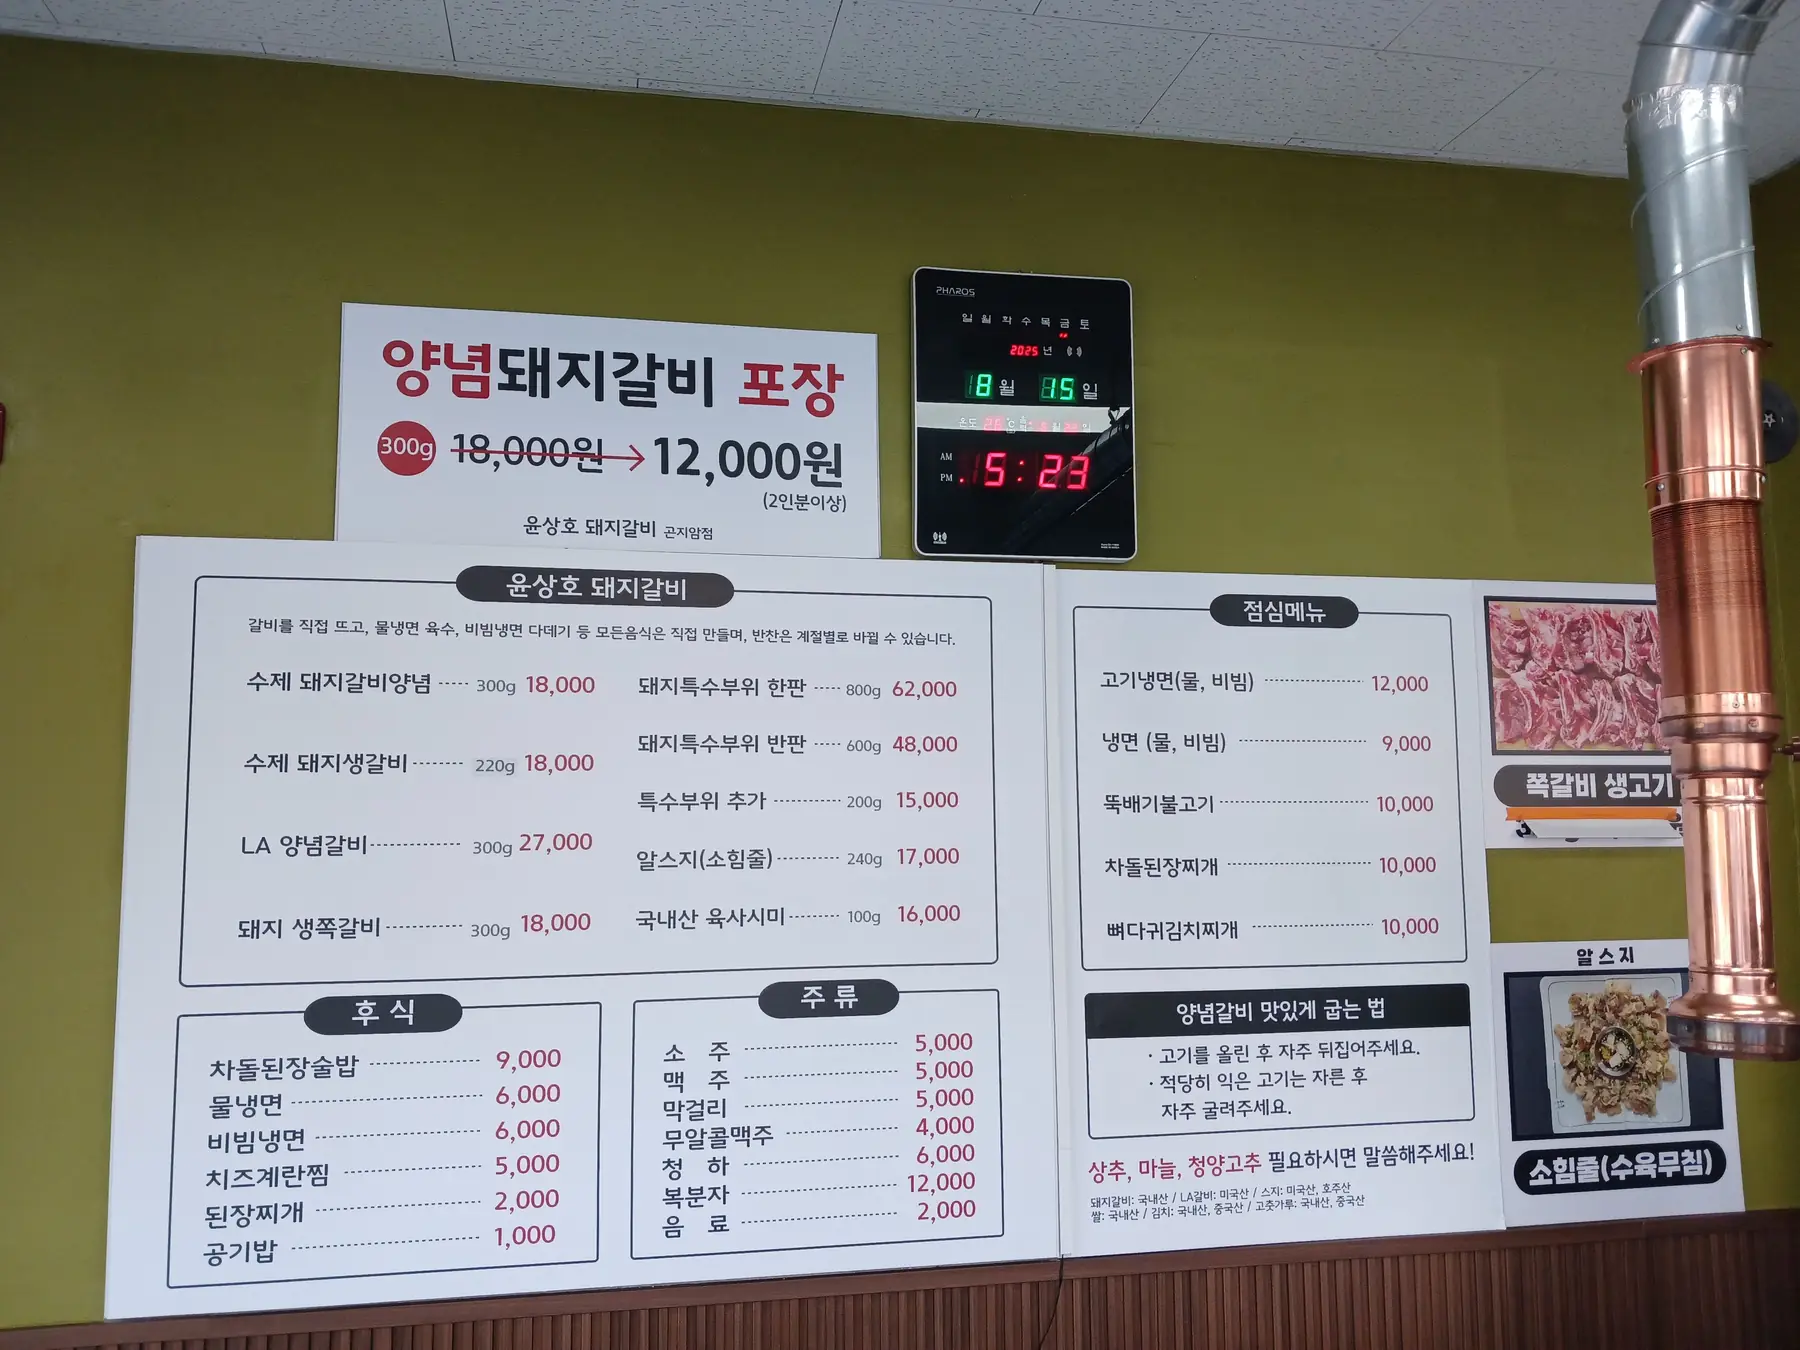 양념돼지갈비 포장
300g 18,000원 → 12,000원
(2인분이상)
윤상호 돼지갈비 곤지암점
PHAROS
일 월 화 수 목 금 토
2025 년
8 월 15 일
온도
AM
PM
5:23
윤상호 돼지갈비
갈비를 직접 뜨고, 물냉면 육수, 비빔냉면 다데기 등 모든음식은 직접 만들며, 반찬은 계절별로 바뀔 수 있습니다.
수제 돼지갈비양념 300g 18,000
수제 돼지생갈비 220g 18,000
LA 양념갈비 300g 27,000
돼지 생쪽갈비 300g 18,000
돼지특수부위 한판 800g 62,000
돼지특수부위 반판 600g 48,000
특수부위 추가 200g 15,000
알스지(소힘줄) 240g 17,000
국내산 육사시미 100g 16,000
후 식
차돌된장술밥 9,000
물냉면 6,000
비빔냉면 6,000
치즈계란찜 5,000
된장찌개 2,000
공기밥 1,000
주 류
소 주 5,000
맥 주 5,000
막걸리 5,000
무알콜맥주 4,000
청 하 6,000
복분자 12,000
음 료 2,000
점심메뉴
고기냉면(물, 비빔) 12,000
냉면 (물, 비빔) 9,000
뚝배기불고기 10,000
차돌된장찌개 10,000
뼈다귀김치찌개 10,000
양념갈비 맛있게 굽는 법
· 고기를 올린 후 자주 뒤집어주세요.
· 적당히 익은 고기는 자른 후
자주 굴려주세요.
상추, 마늘, 청양고추 필요하시면 말씀해주세요!
돼지갈비: 국내산 / LA갈비: 미국산 / 스지: 미국산, 호주산
쌀: 국내산 / 김치: 국내산, 중국산 / 고춧가루: 국내산, 중국산
쪽갈비 생고기
알스지
소힘줄(수육무침)